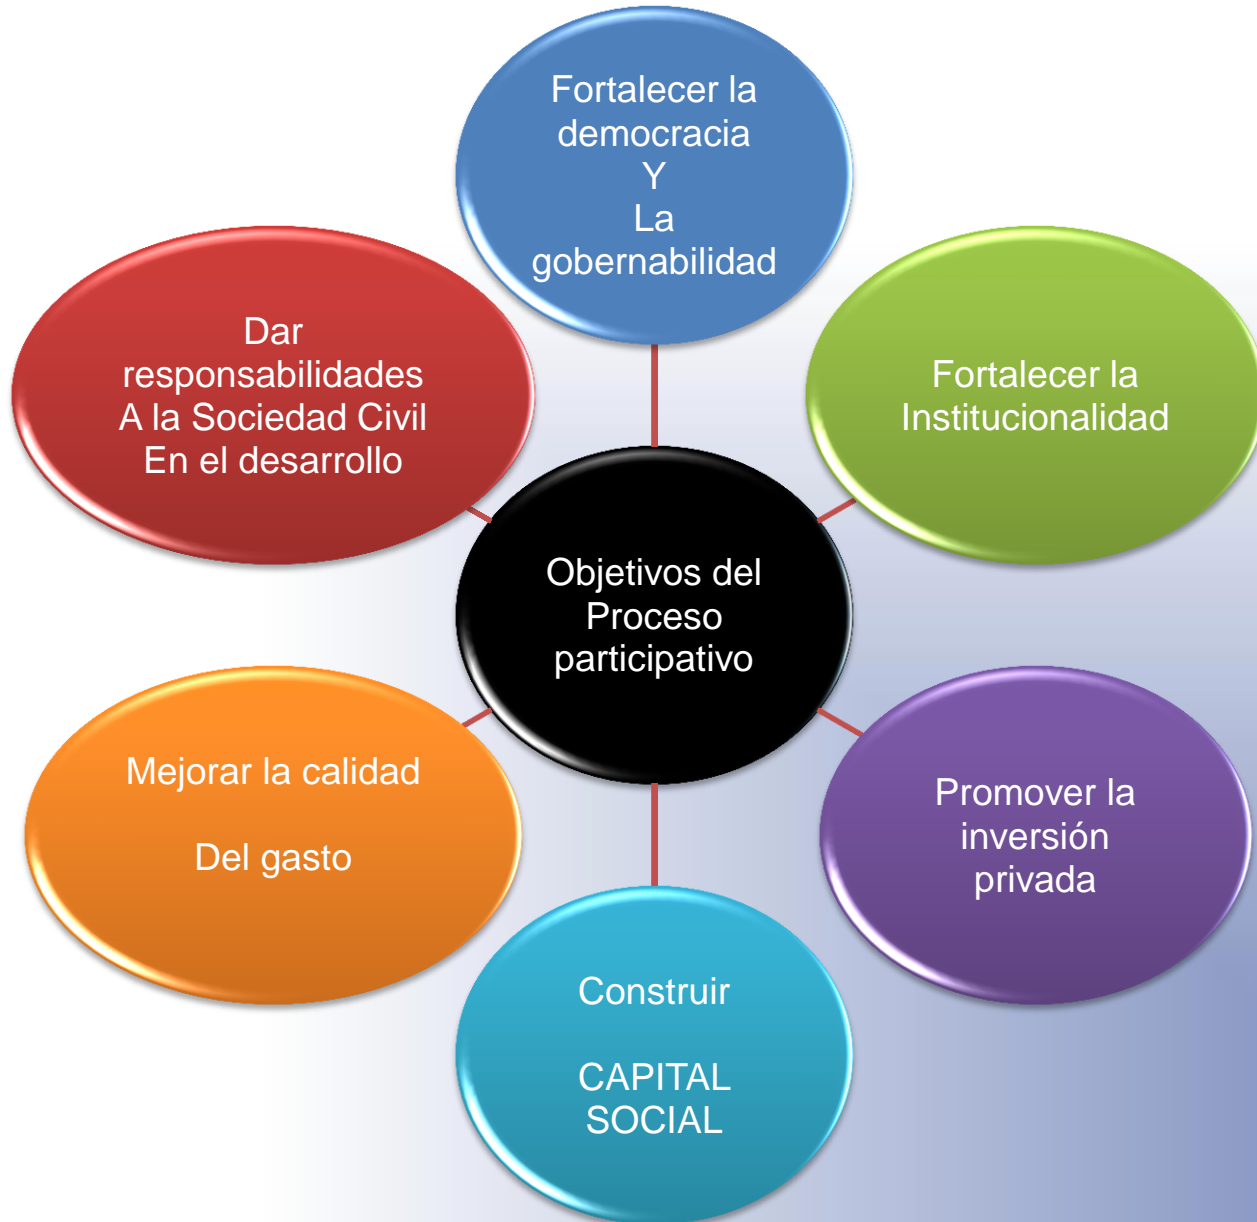 Fortalecer la
democracia
Y
La
gobernabilidad
Dar
responsabilidades
A la Sociedad Civil
En el desarrollo
Fortalecer la
Institucionalidad
Objetivos del
Proceso
participativo
Mejorar la calidad
Del gasto
Promover la
inversión
privada
Construir
CAPITAL
SOCIAL